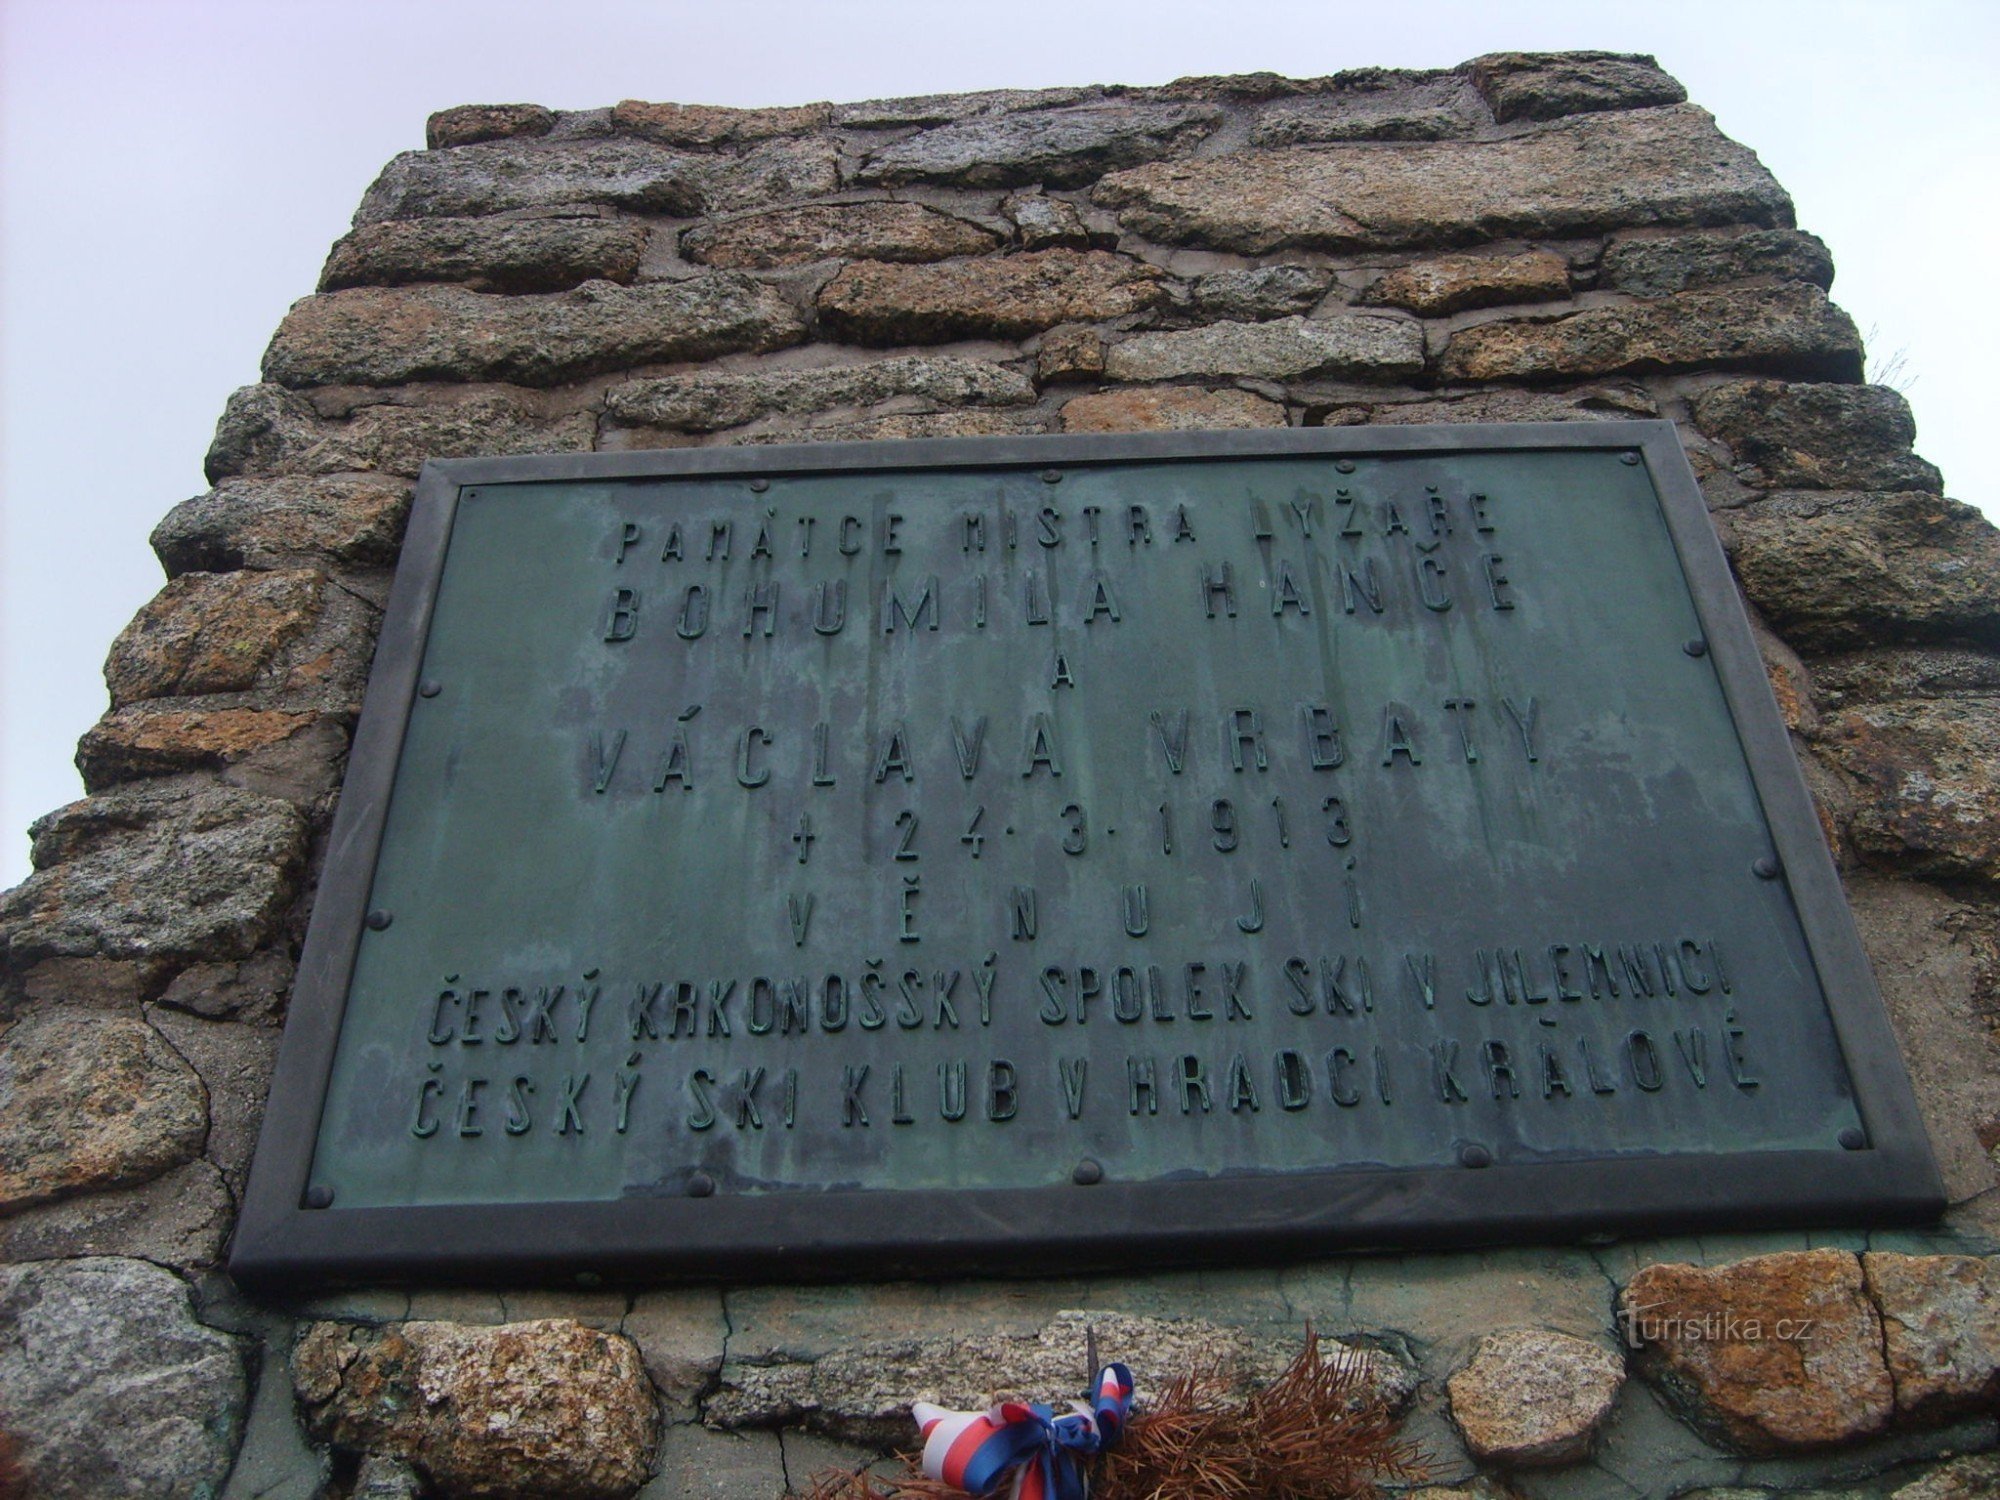 PAMÁTCE MISTRA LYŽAŘE
BOHUMILA HANČE
A
VÁCLAVA VRBATY
† 24.3.1913
VĚNUJÍ
ČESKÝ KRKONOŠSKÝ SPOLEK SKI V JILEMNICI
ČESKÝ SKI KLUB V HRADCI KRÁLOVÉ
Turistika.cz